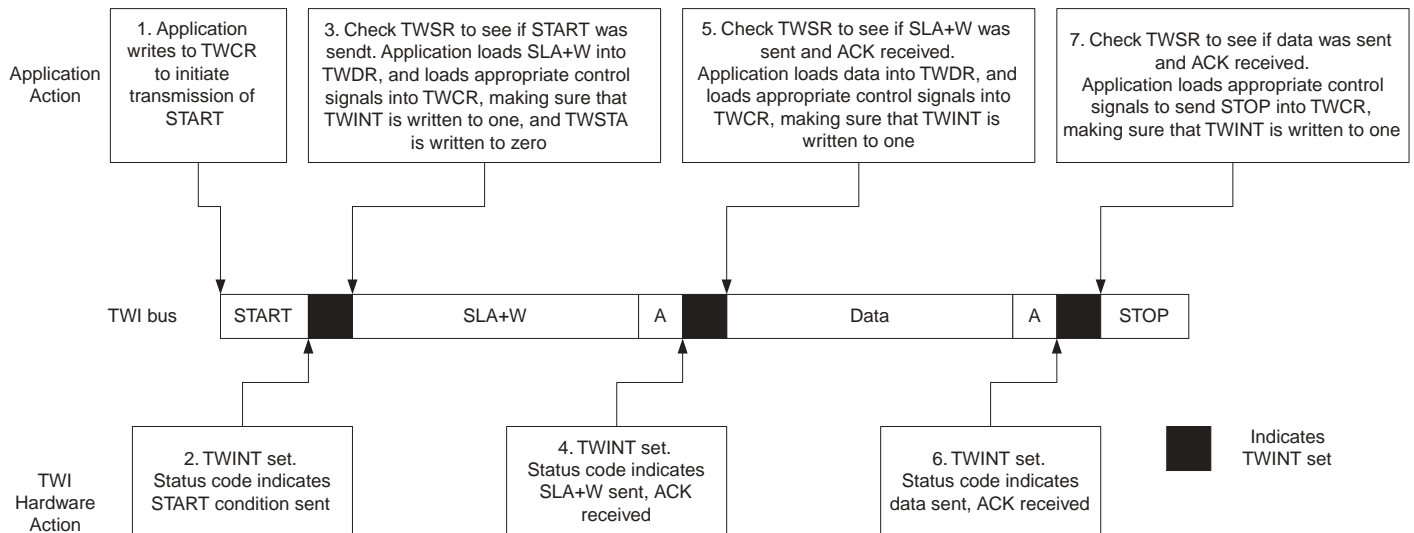 Application
Action
1. Application
writes to TWCR
to initiate
transmission of
START
3. Check TWSR to see if START was
sendt. Application loads SLA+W into
TWDR, and loads appropriate control
signals into TWCR, making sure that
TWINT is written to one, and TWSTA
is written to zero
5. Check TWSR to see if SLA+W was
sent and ACK received.
Application loads data into TWDR, and
loads appropriate control signals into
TWCR, making sure that TWINT is
written to one
7. Check TWSR to see if data was sent
and ACK received.
Application loads appropriate control
signals to send STOP into TWCR,
making sure that TWINT is written to one
TWI bus
START
SLA+W
A
Data
A
STOP
TWI
Hardware
Action
2. TWINT set.
Status code indicates
START condition sent
4. TWINT set.
Status code indicates
SLA+W sent, ACK
received
6. TWINT set.
Status code indicates
data sent, ACK received
Indicates
TWINT set